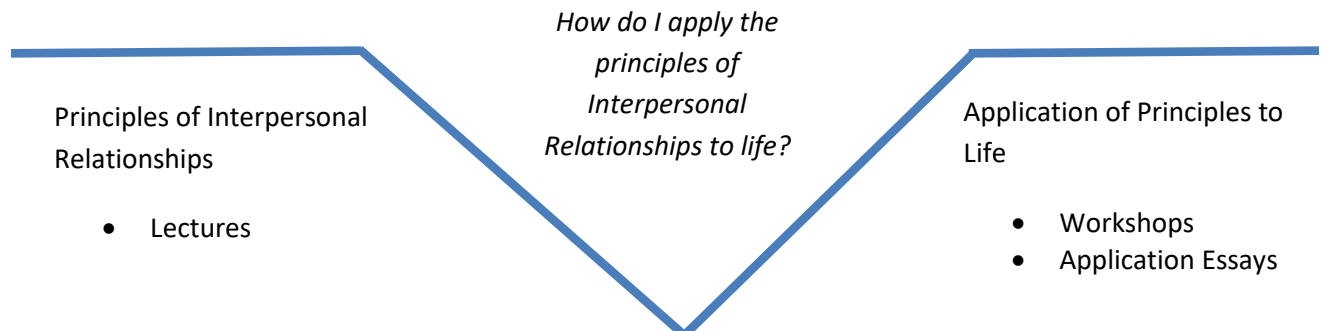 How do I apply the
principles of
Interpersonal
Relationships to life?
Principles of Interpersonal
Relationships
• Lectures
Application of Principles to
Life
• Workshops
• Application Essays